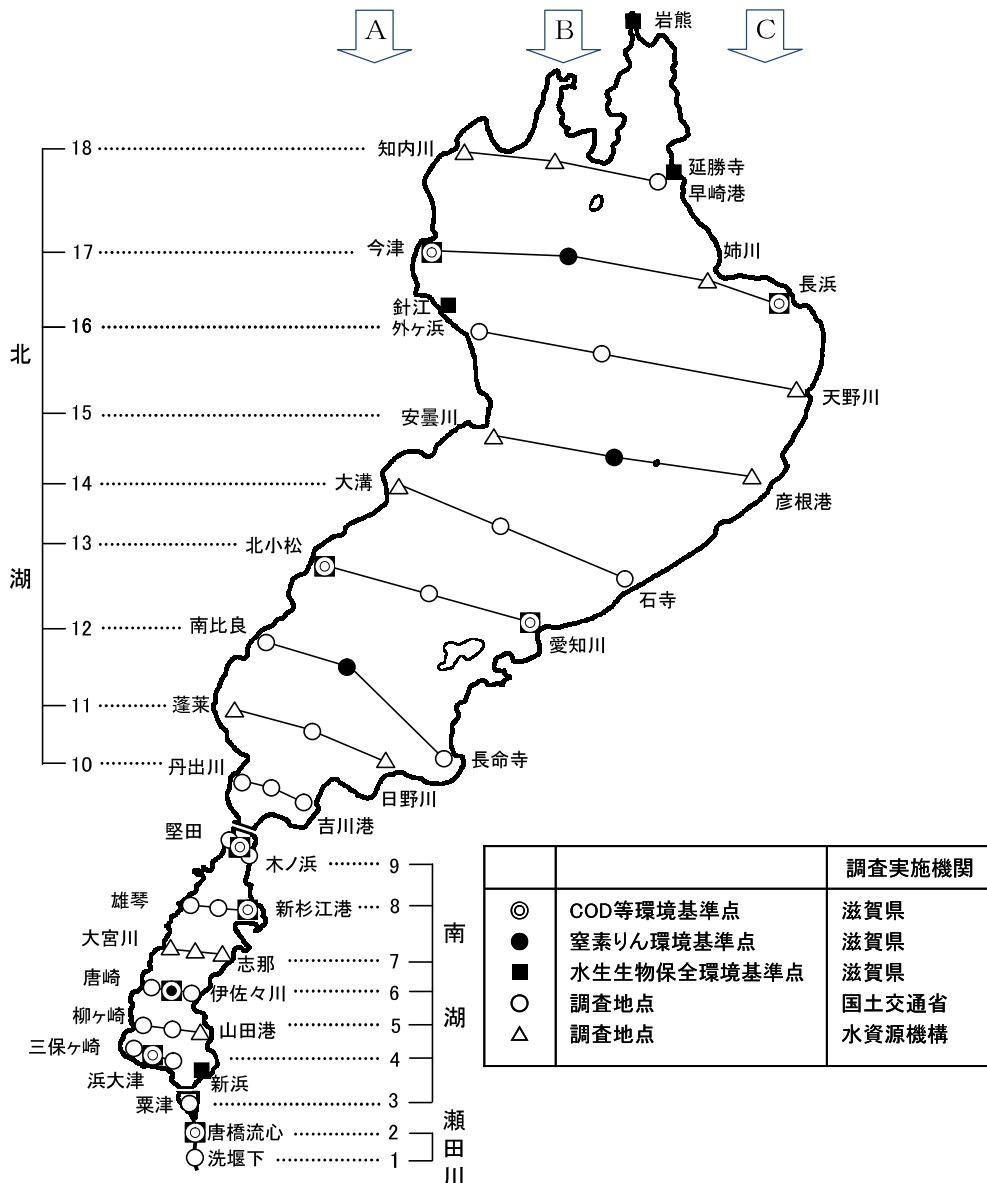 A
B
C
岩熊
18
知内川
延勝寺
早崎港
17
今津
姉川
長浜
針江
16
外ヶ浜
天野川
北
15
安曇川
14
大溝
彦根港
13
北小松
湖
石寺
12
南比良
愛知川
11
蓬莱
10
丹出川
長命寺
日野川
吉川港
堅田
木ノ浜
9
雄琴
新杉江港
8
南
大宮川
志那
7
唐崎
伊佐々川
6
湖
柳ヶ崎
山田港
5
三保ヶ崎
4
浜大津
新浜
粟津
3
瀬田川
唐橋流心
2
洗堰下
1
調査実施機関
◎ COD等環境基準点 滋賀県
● 窒素りん環境基準点 滋賀県
■ 水生生物保全環境基準点 滋賀県
○ 調査地点 国土交通省
△ 調査地点 水資源機構